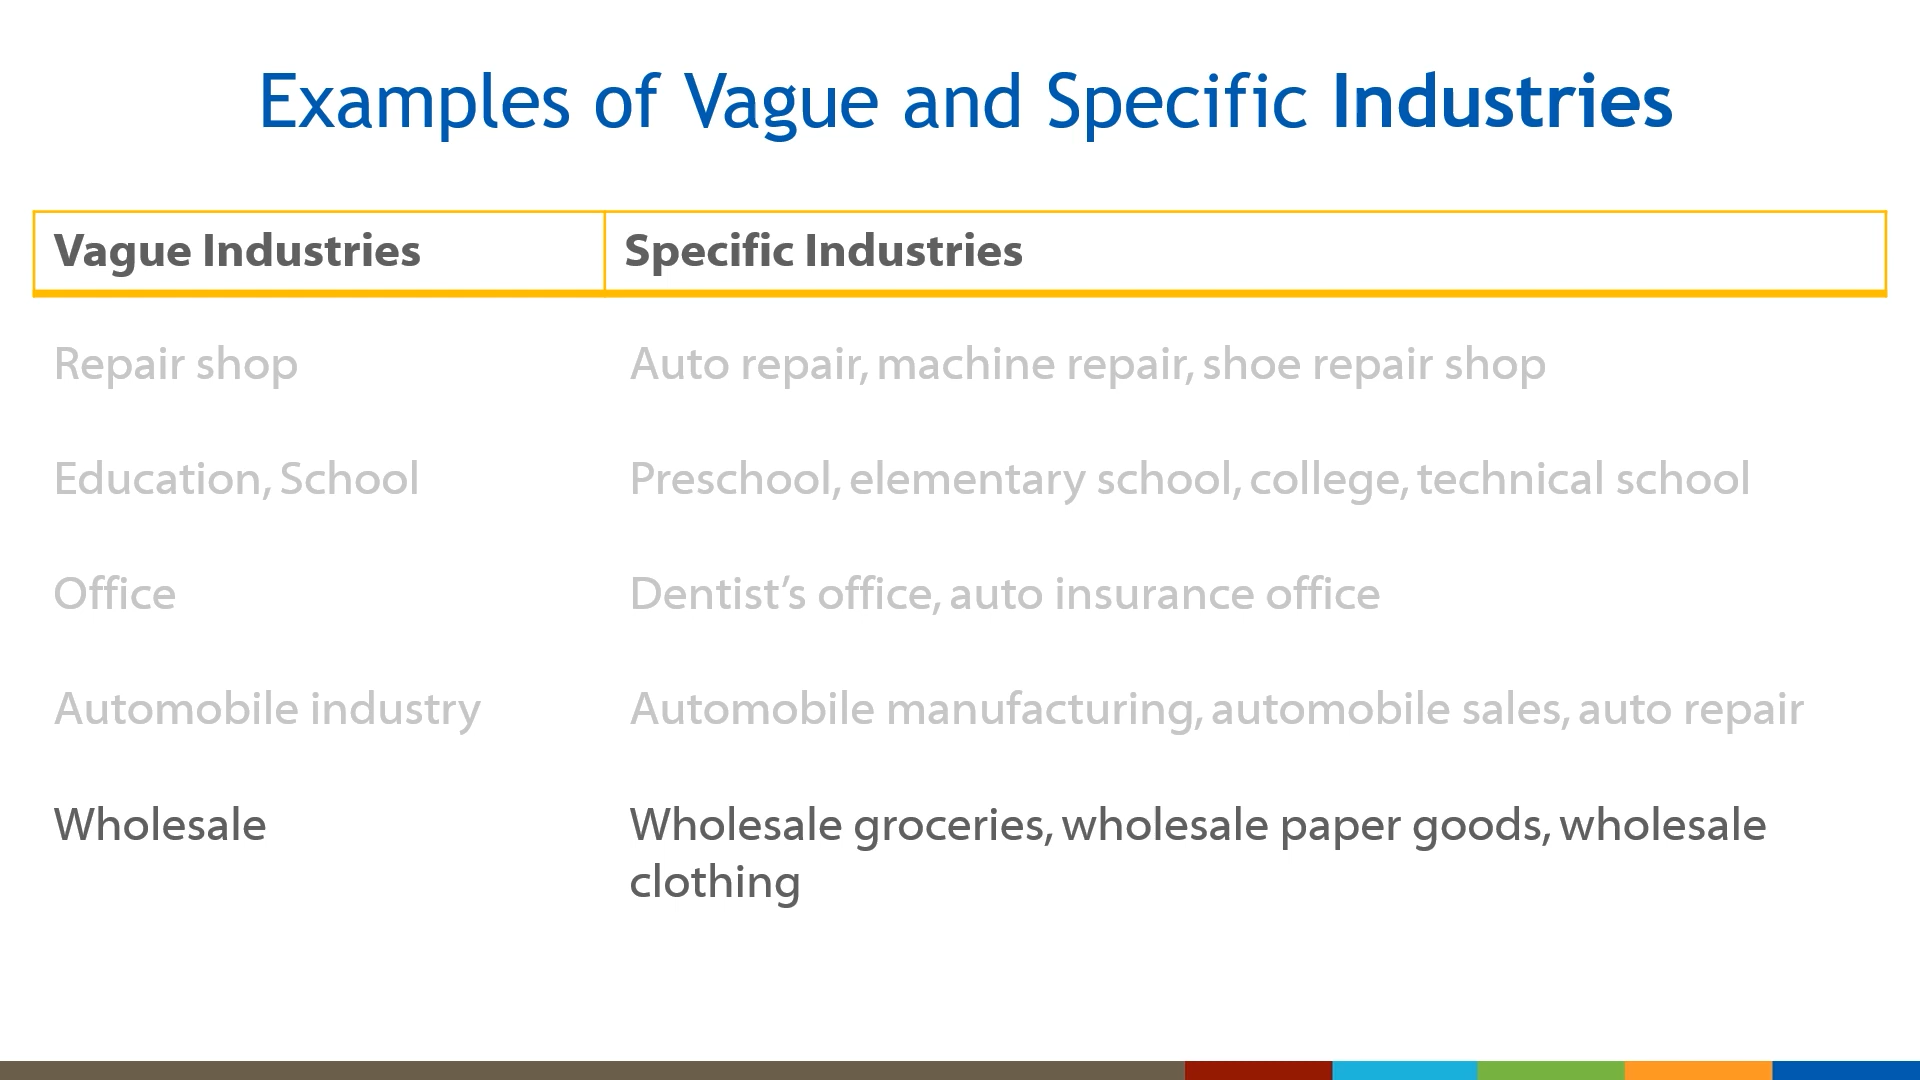 Examples of Vague and Specific Industries
Vague Industries Specific Industries
Repair shop Auto repair, machine repair, shoe repair shop
Education, School Preschool, elementary school, college, technical school
Office Dentist’s office, auto insurance office
Automobile industry Automobile manufacturing, automobile sales, auto repair
Wholesale Wholesale groceries, wholesale paper goods, wholesale
clothing